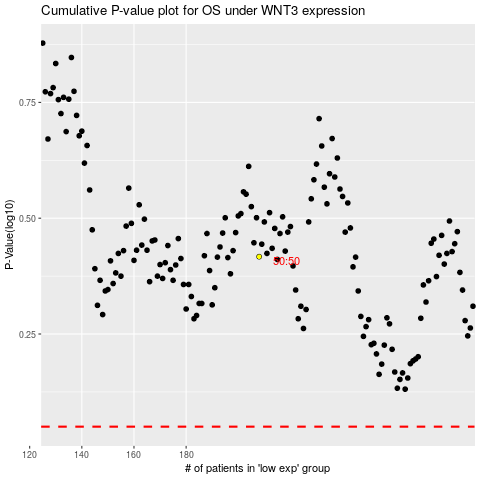 Cumulative P-value plot for OS under WNT3 expression
P-Value(log10)
0.75
0.50
0.25
50:50
120 140 160 180
# of patients in 'low exp' group